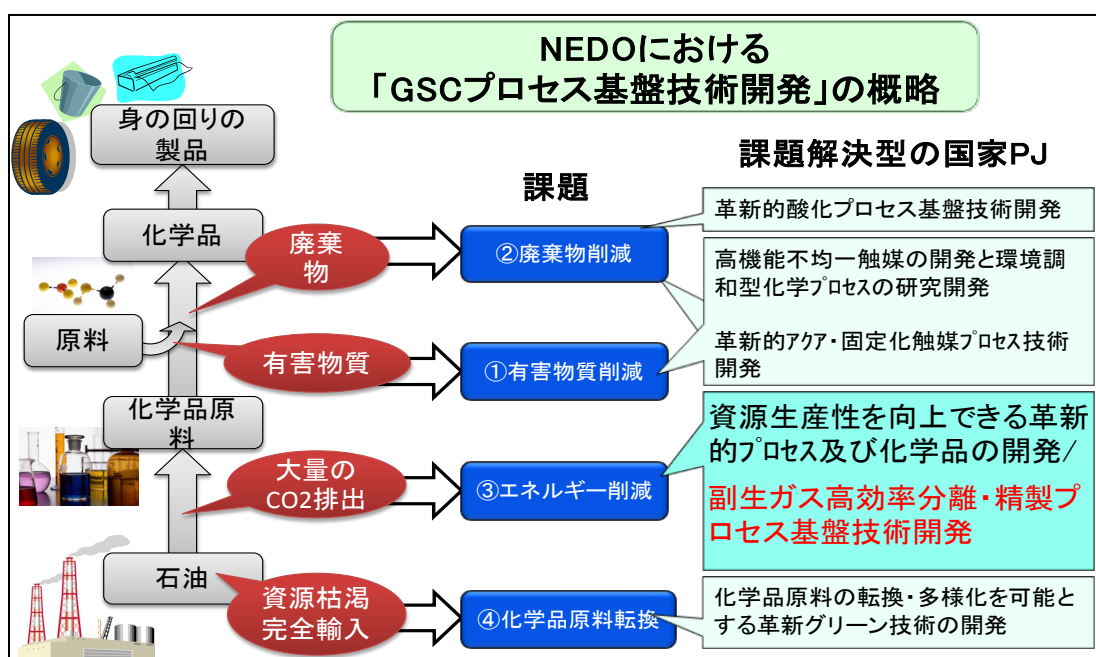 NEDOにおける
「GSCプロセス基盤技術開発」の概略
身の回りの
製品
課題
課題解決型の国家PJ
化学品
廃棄
物
②廃棄物削減
革新的酸化プロセス基盤技術開発
高機能不均一触媒の開発と環境調
和型化学プロセスの研究開発
革新的アクア・固定化触媒プロセス技術
開発
原料
有害物質
①有害物質削減
化学品原
料
大量の
CO2排出
③エネルギー削減
資源生産性を向上できる革新
的プロセス及び化学品の開発/
副生ガス高効率分離・精製プ
ロセス基盤技術開発
石油
資源枯渇
完全輸入
④化学品原料転換
化学品原料の転換・多様化を可能と
する革新グリーン技術の開発